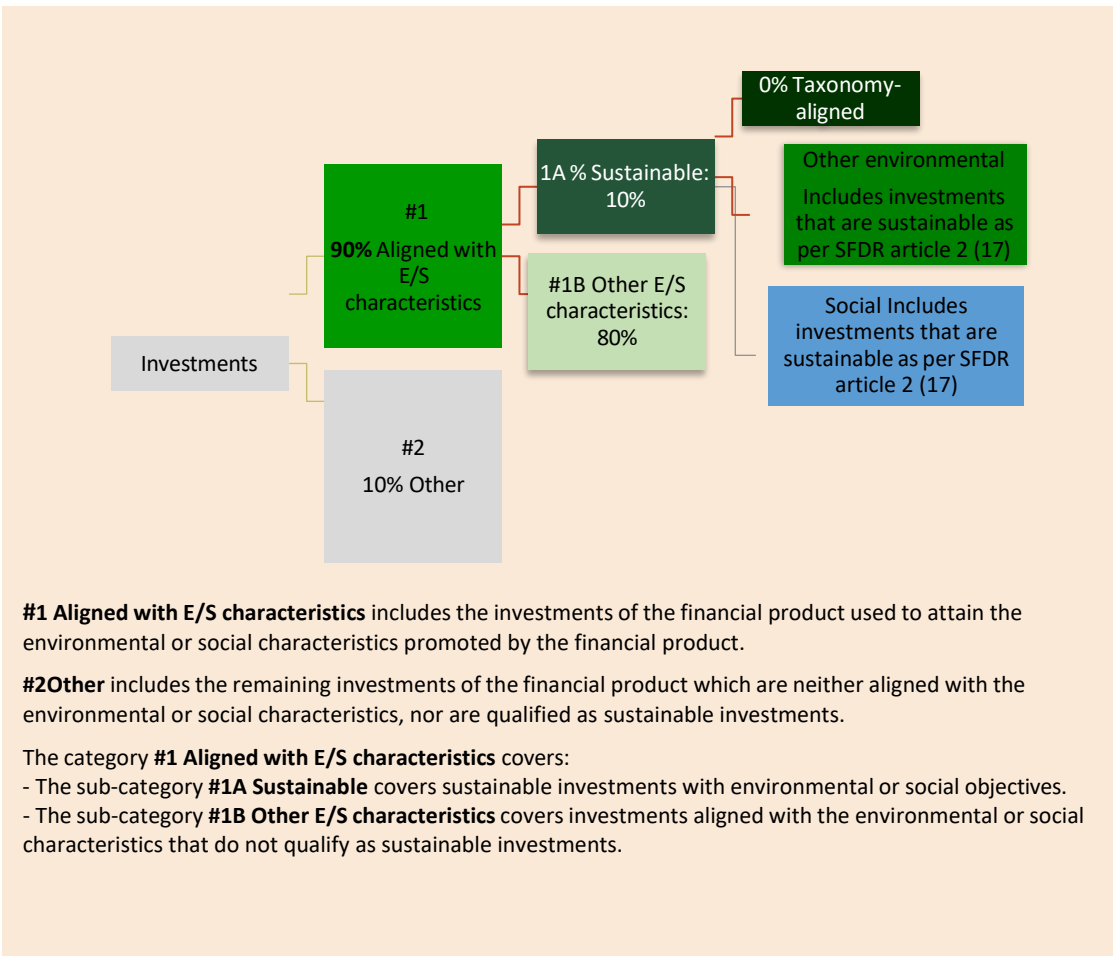 Investments
#1
90% Aligned with
E/S
characteristics
#2
10% Other
1A % Sustainable:
10%
#1B Other E/S
characteristics:
80%
0% Taxonomy-
aligned
Other environmental
Includes investments
that are sustainable as
per SFDR article 2 (17)
Social Includes
investments that are
sustainable as per SFDR
article 2 (17)
#1 Aligned with E/S characteristics includes the investments of the financial product used to attain the
environmental or social characteristics promoted by the financial product.
#2Other includes the remaining investments of the financial product which are neither aligned with the
environmental or social characteristics, nor are qualified as sustainable investments.
The category #1 Aligned with E/S characteristics covers:
- The sub-category #1A Sustainable covers sustainable investments with environmental or social objectives.
- The sub-category #1B Other E/S characteristics covers investments aligned with the environmental or social
characteristics that do not qualify as sustainable investments.